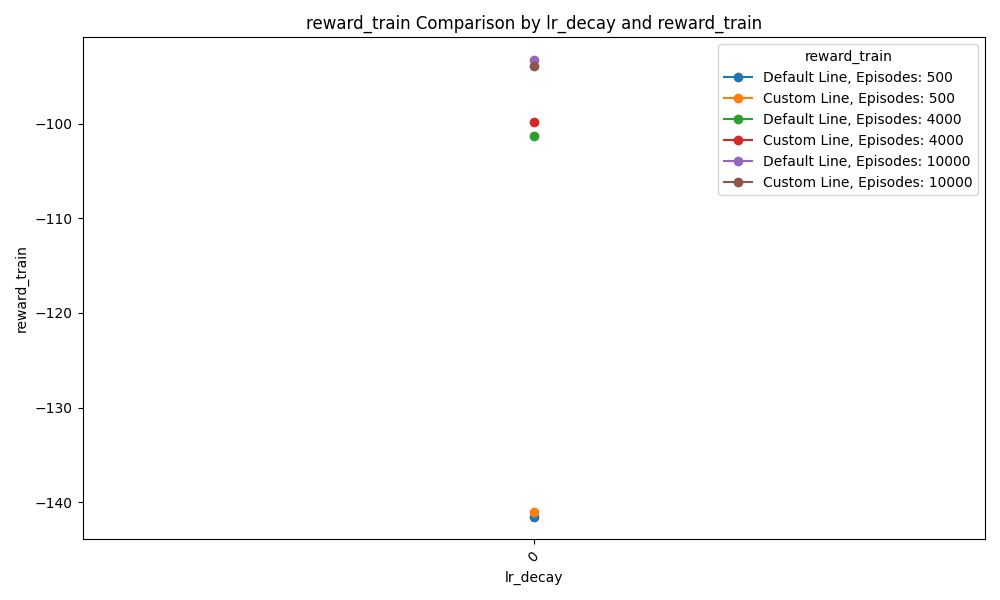 reward_train Comparison by lr_decay and reward_train
reward_train
Default Line, Episodes: 500
Custom Line, Episodes: 500
Default Line, Episodes: 4000
Custom Line, Episodes: 4000
Default Line, Episodes: 10000
Custom Line, Episodes: 10000
−100
−110
−120
−130
−140
reward_train
0
lr_decay